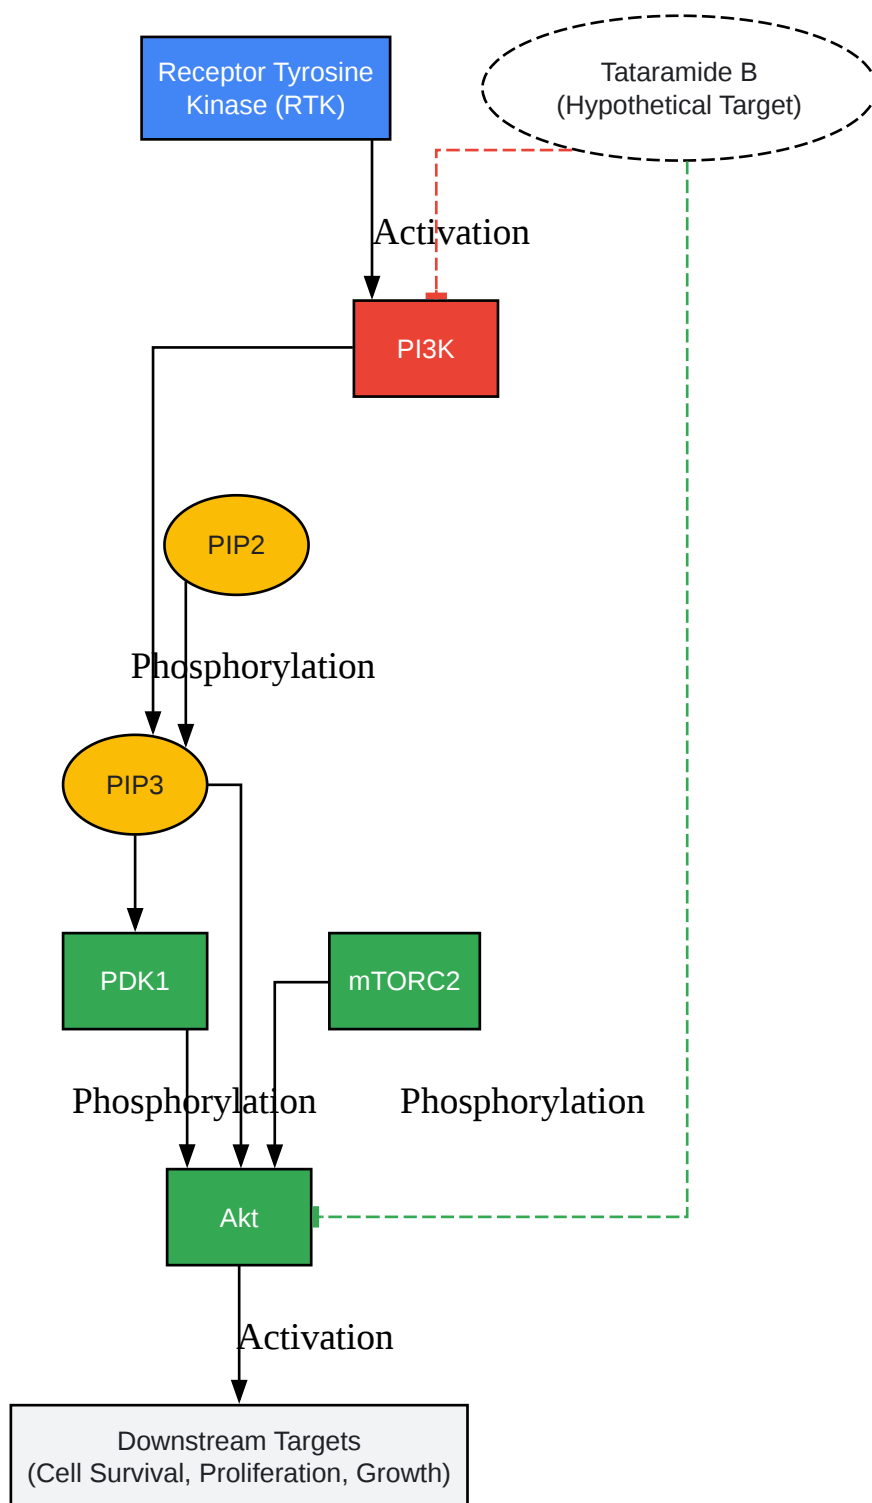 Receptor Tyrosine
Kinase (RTK)
Tataramide B
(Hypothetical Target)
Activation
PI3K
PIP2
Phosphorylation
PIP3
PDK1
mTORC2
Phosphorylation
Phosphorylation
Akt
Activation
Downstream Targets
(Cell Survival, Proliferation, Growth)